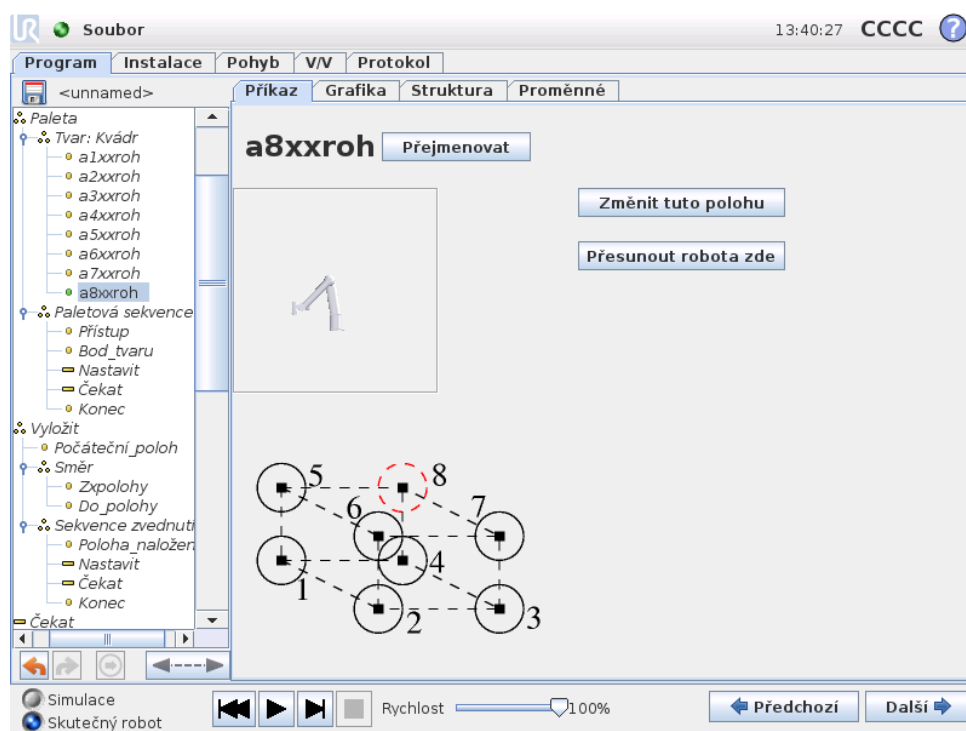 UR Soubor 13:40:27 CCCC ?
Program Instalace Pohyb V/V Protokol
<unnamed> Příkaz Grafika Struktura Proměnné
Paleta
Tvar: Kvádr
a1xxroh
a2xxroh
a3xxroh
a4xxroh
a5xxroh
a6xxroh
a7xxroh
a8xxroh
Paletová sekvence
Přístup
Bod_tvaru
Nastavit
Čekat
Konec
Vyložit
Počáteční_poloh
Směr
Zxpolohy
Do_polohy
Sekvence zvednutí
Poloha_naložen
Nastavit
Čekat
Konec
Čekat
a8xxroh Přejmenovat
Změnit tuto polohu
Přesunout robota zde
5 8
6 7
1 4
2 3
Simulace
Skutečný robot
Rychlost 100%
Předchozí Další